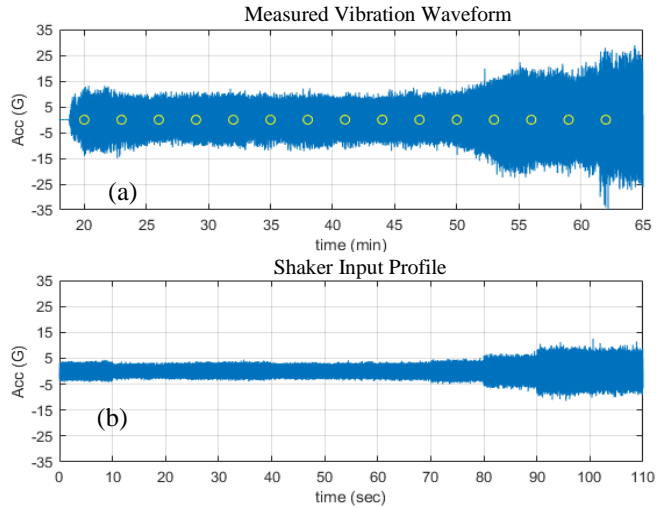 Measured Vibration Waveform
35
25
15
5
-5
-15
-25
-35
Acc (G)
(a)
20 25 30 35 40 45 50 55 60 65
time (min)
Shaker Input Profile
35
25
15
5
-5
-15
-25
-35
Acc (G)
(b)
0 10 20 30 40 50 60 70 80 90 100 110
time (sec)